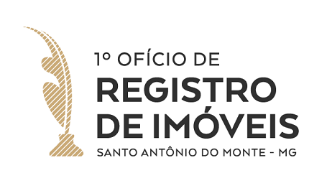 1º OFÍCIO DE
REGISTRO
DE IMÓVEIS
SANTO ANTÔNIO DO MONTE - MG